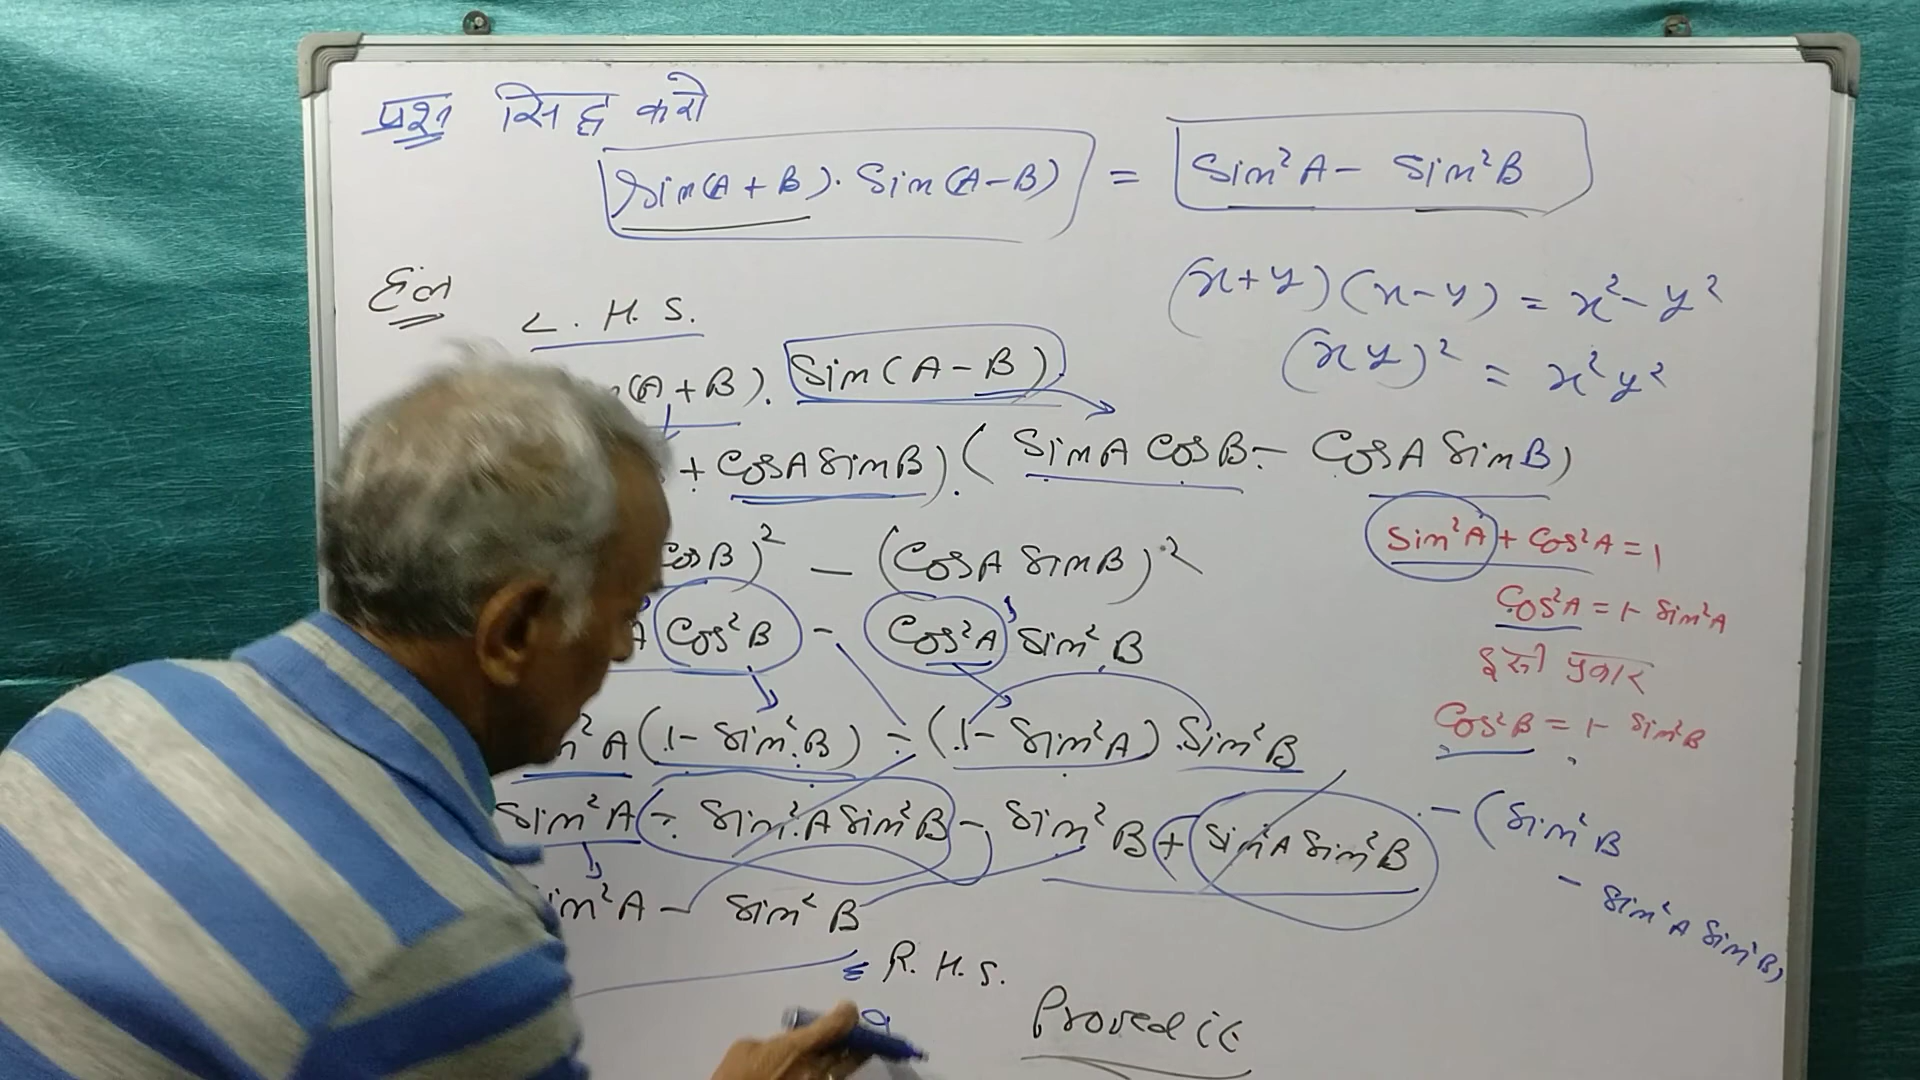 प्रश्न सिद्ध करो
Sin(A + B). Sin(A-B) = Sin²A - Sin²B
हल
L. H. S.
(x+y)(x-y) = x²-y²
(xy)² = x²y²
(A+B). Sin(A-B)
+ CosA SinB).(SinA CosB - CosA SinB)
CosB)² - (CosA SinB)²
Sin²A + Cos²A = 1
Cos²A = 1- Sin²A
इसी प्रकार
Cos²B = 1- Sin²B
A Cos²B - Cos²A Sin²B
n²A (1- Sin²B) - (1- Sin²A) Sin²B
Sin²A - Sin²A Sin²B - Sin²B + Sin²A Sin²B
- (Sin²B
- Sin²A Sin²B)
Sin²A - Sin²B
= R. H. S.
Proved it